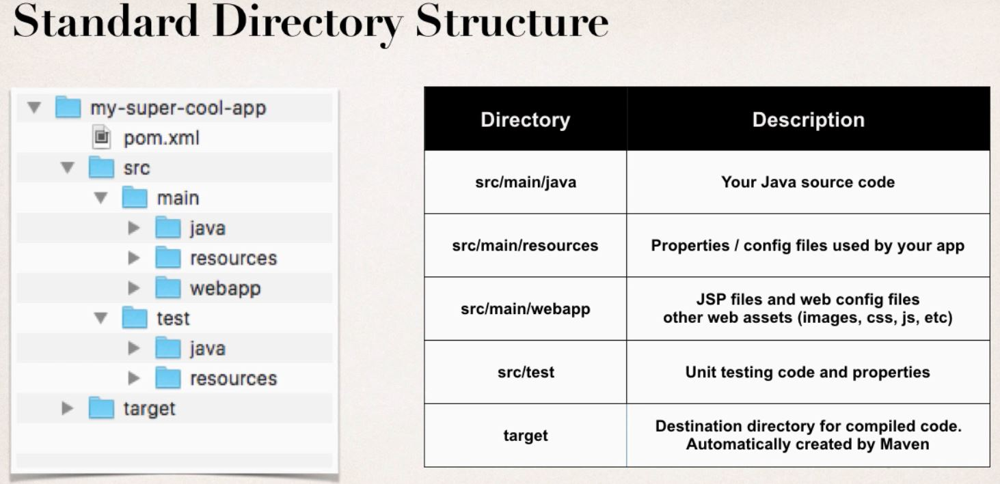 Standard Directory Structure
my-super-cool-app
pom.xml
src
main
java
resources
webapp
test
java
resources
target
Directory Description
src/main/java Your Java source code
src/main/resources Properties / config files used by your app
src/main/webapp JSP files and web config files
other web assets (images, css, js, etc)
src/test Unit testing code and properties
target Destination directory for compiled code.
Automatically created by Maven